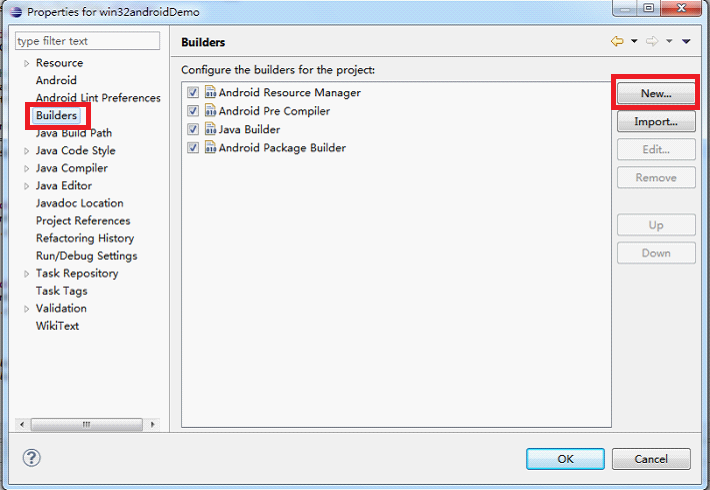 Properties for win32androidDemo
type filter text
Resource
Android
Android Lint Preferences
Builders
Java Build Path
Java Code Style
Java Compiler
Java Editor
Javadoc Location
Project References
Refactoring History
Run/Debug Settings
Task Repository
Task Tags
Validation
WikiText
Builders
Configure the builders for the project:
Android Resource Manager
Android Pre Compiler
Java Builder
Android Package Builder
New...
Import...
Edit...
Remove
Up
Down
OK
Cancel